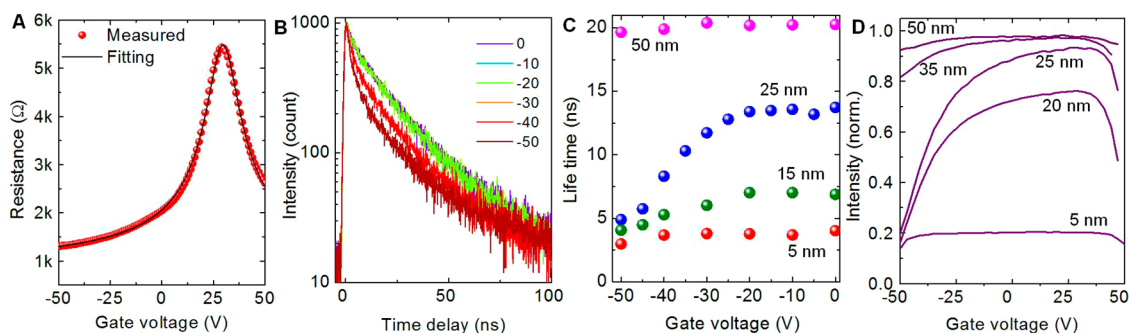 A
Measured
Fitting
6k
5k
4k
3k
2k
1k
Resistance (Ω)
-50
-25
0
25
50
Gate voltage (V)
B
1000
100
10
Intensity (count)
0
-10
-20
-30
-40
-50
0
50
100
Time delay (ns)
C
20
15
10
5
0
Life time (ns)
50 nm
25 nm
15 nm
5 nm
-50
-40
-30
-20
-10
0
Gate voltage (V)
D
1.0
0.8
0.6
0.4
0.2
0.0
Intensity (norm.)
50 nm
35 nm
25 nm
20 nm
5 nm
-50
-25
0
25
50
Gate voltage (V)